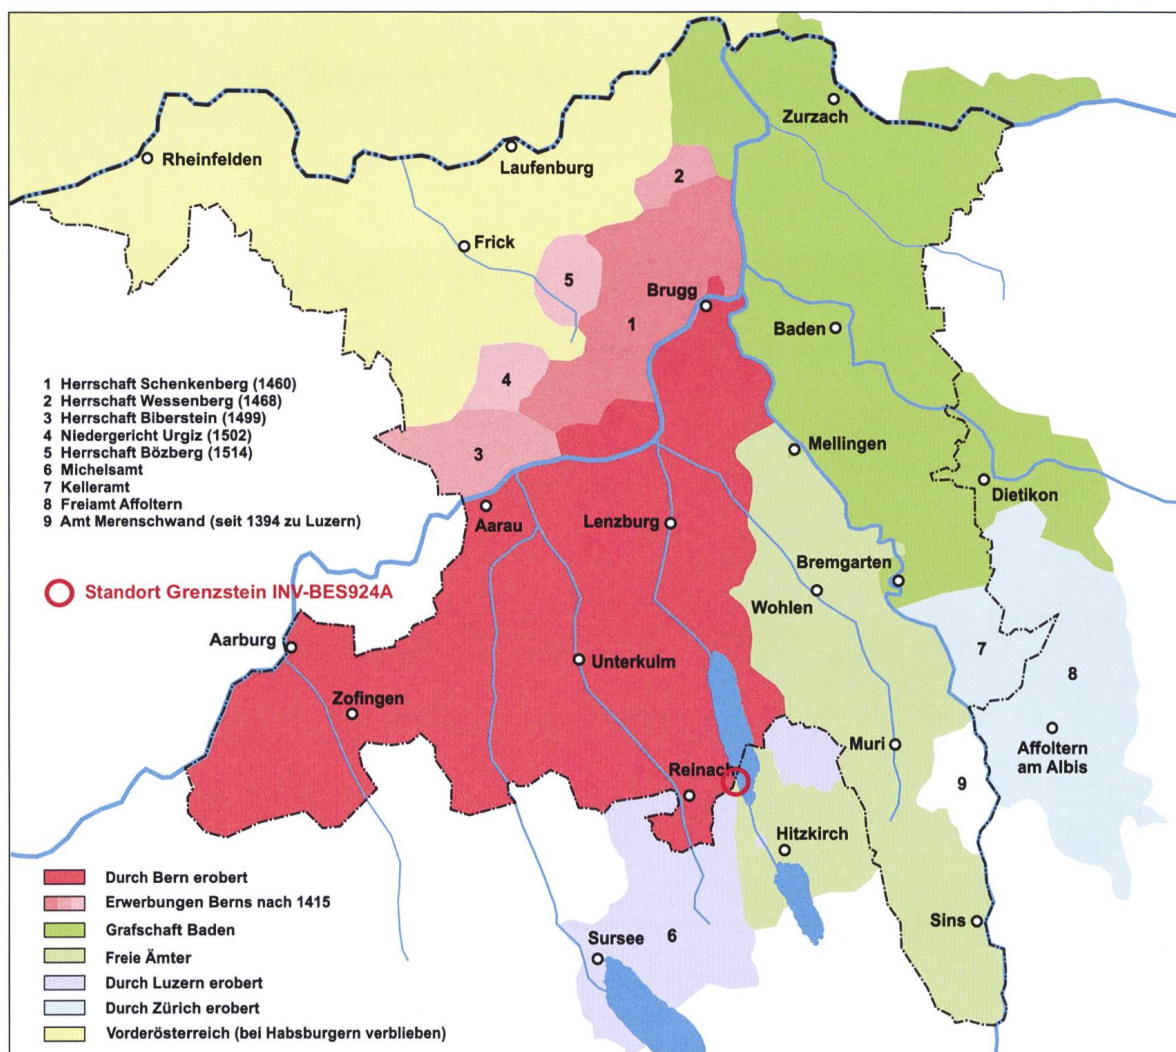 Zurzach
Rheinfelden
Laufenburg
2
Frick
5
Brugg
1
Baden
4
1 Herrschaft Schenkenberg (1460)
2 Herrschaft Wessenberg (1468)
3 Herrschaft Biberstein (1499)
4 Niedergericht Urgiz (1502)
5 Herrschaft Bözberg (1514)
6 Michelsamt
7 Kelleramt
8 Freiamt Affoltern
9 Amt Merenschwand (seit 1394 zu Luzern)
3
Mellingen
Dietikon
Aarau
Lenzburg
Bremgarten
Wohlen
Standort Grenzstein INV-BES924A
Aarburg
Unterkulm
7
8
Zofingen
Muri
Affoltern
am Albis
Reinach
9
Hitzkirch
Sins
Sursee
6
Durch Bern erobert
Erwerbungen Berns nach 1415
Grafschaft Baden
Freie Ämter
Durch Luzern erobert
Durch Zürich erobert
Vorderösterreich (bei Habsburgern verblieben)